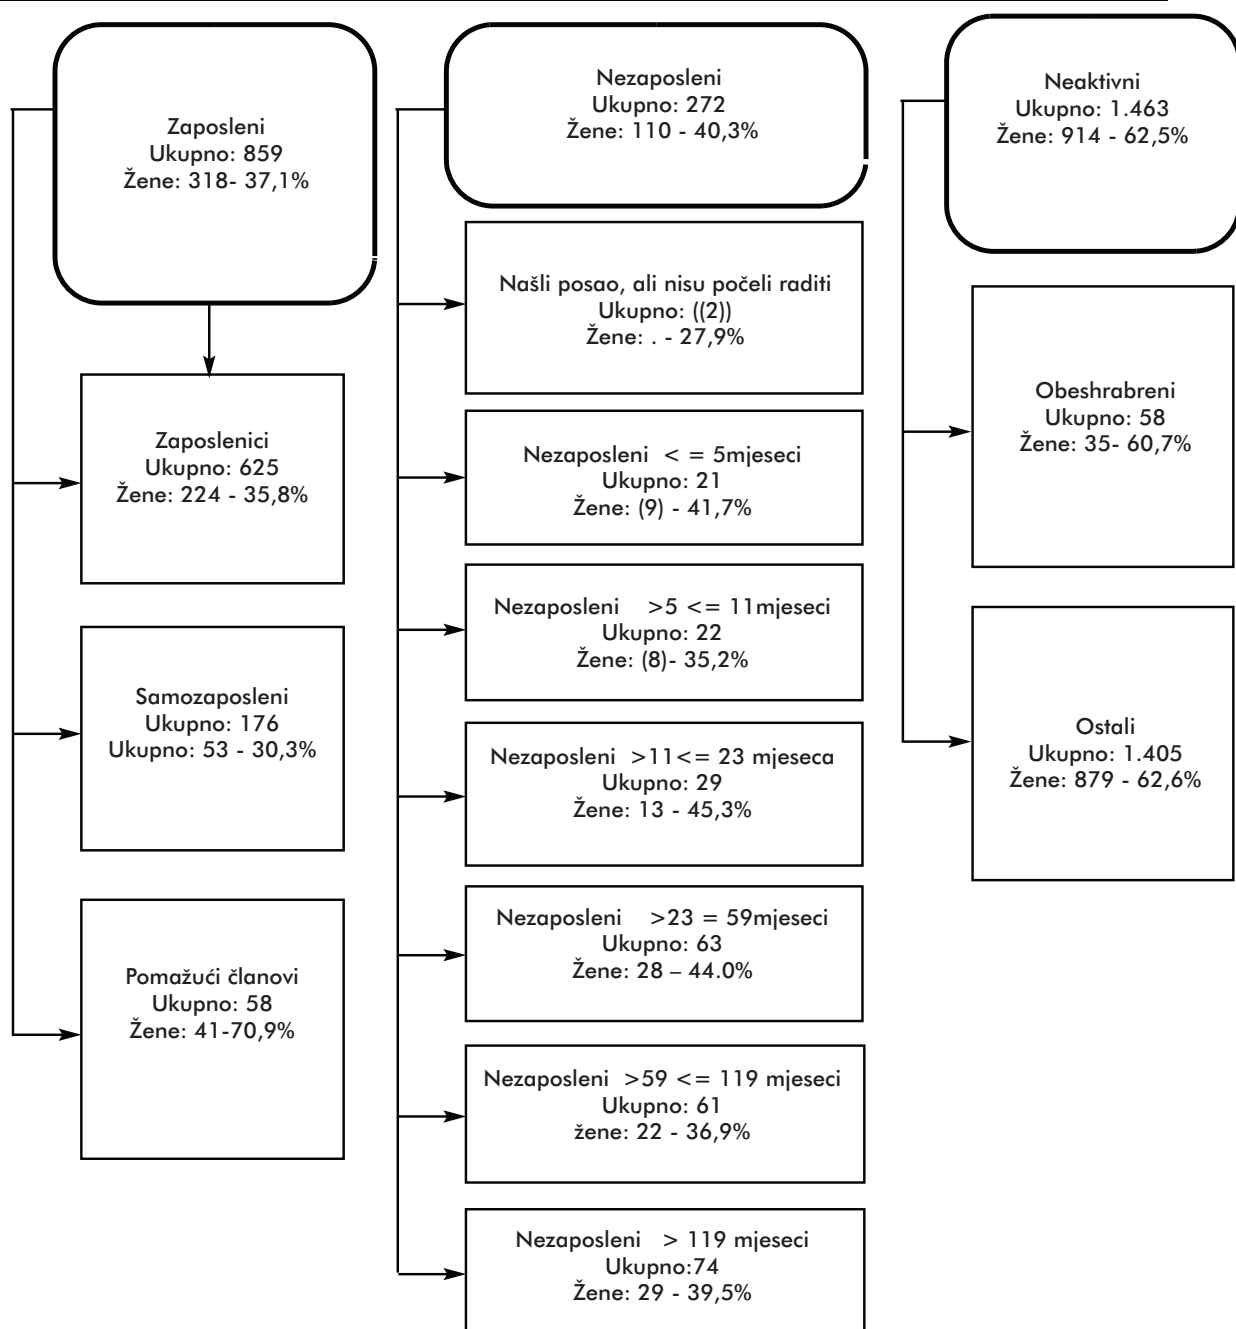 Zaposleni
Ukupno: 859
Žene: 318- 37,1%
Zaposlenici
Ukupno: 625
Žene: 224 - 35,8%
Samozaposleni
Ukupno: 176
Ukupno: 53 - 30,3%
Pomažući članovi
Ukupno: 58
Žene: 41-70,9%
Nezaposleni
Ukupno: 272
Žene: 110 - 40,3%
Našli posao, ali nisu počeli raditi
Ukupno: ((2))
Žene: . - 27,9%
Nezaposleni < = 5mjeseci
Ukupno: 21
Žene: (9) - 41,7%
Nezaposleni >5 <= 11mjeseci
Ukupno: 22
Žene: (8)- 35,2%
Nezaposleni >11<= 23 mjeseca
Ukupno: 29
Žene: 13 - 45,3%
Nezaposleni >23 = 59mjeseci
Ukupno: 63
Žene: 28 – 44.0%
Nezaposleni >59 <= 119 mjeseci
Ukupno: 61
žene: 22 - 36,9%
Nezaposleni > 119 mjeseci
Ukupno:74
Žene: 29 - 39,5%
Neaktivni
Ukupno: 1.463
Žene: 914 - 62,5%
Obeshrabreni
Ukupno: 58
Žene: 35- 60,7%
Ostali
Ukupno: 1.405
Žene: 879 - 62,6%